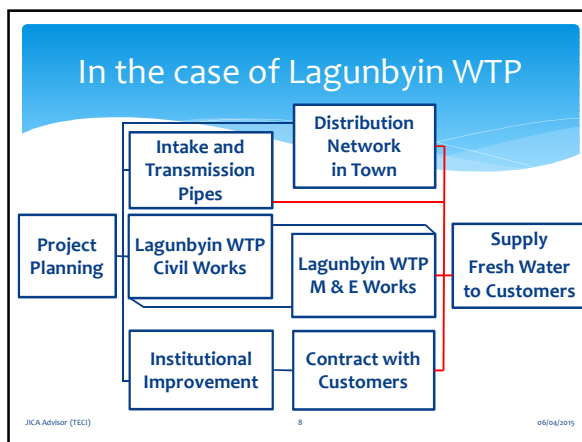 In the case of Lagunbyin WTP
Distribution
Network
in Town
Intake and
Transmission
Pipes
Project
Planning
Lagunbyin WTP
Civil Works
Lagunbyin WTP
M & E Works
Supply
Fresh Water
to Customers
Institutional
Improvement
Contract with
Customers
JICA Advisor (TECI)
8
06/04/2015